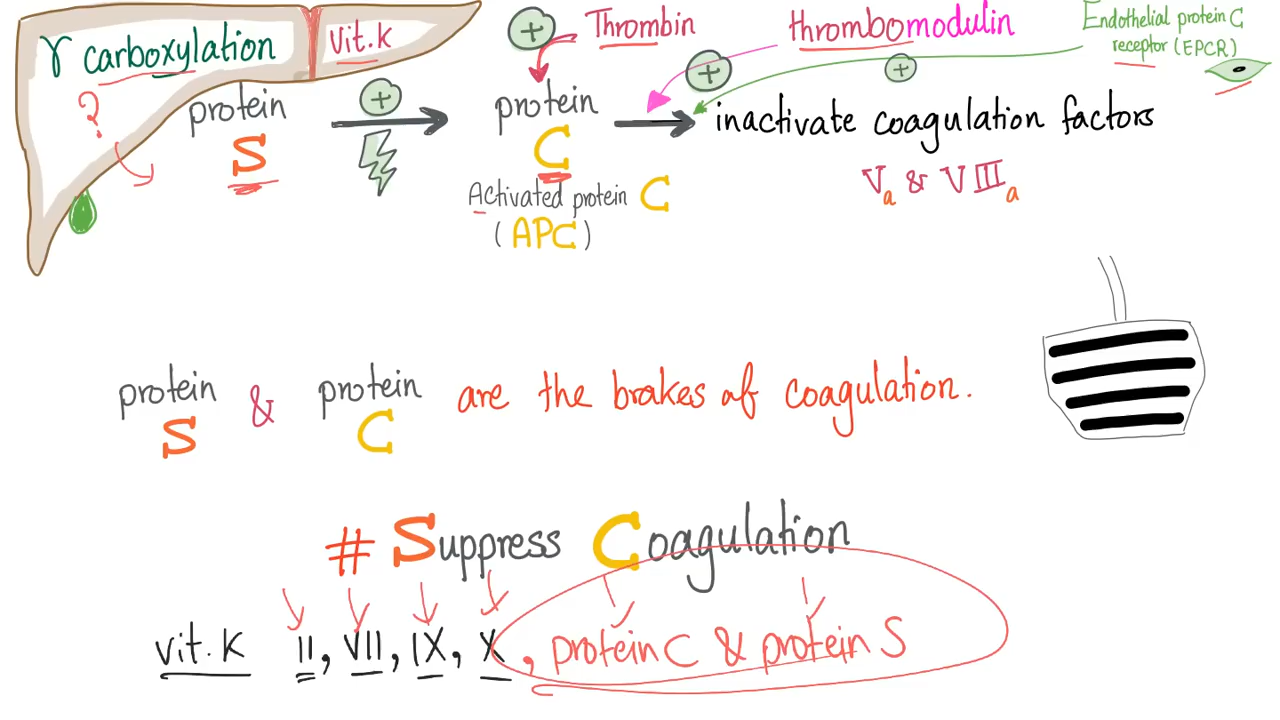 γ carboxylation
Vit.K
?
protein
S
+
+
Thrombin
protein
C
Activated protein C
(APC)
thrombomodulin
+
Endothelial protein C
receptor (EPCR)
+
inactivate coagulation factors
Va & VIIIa
protein S & protein C are the brakes of coagulation.
# Suppress Coagulation
vit.K II, VII, IX, X, protein C & protein S